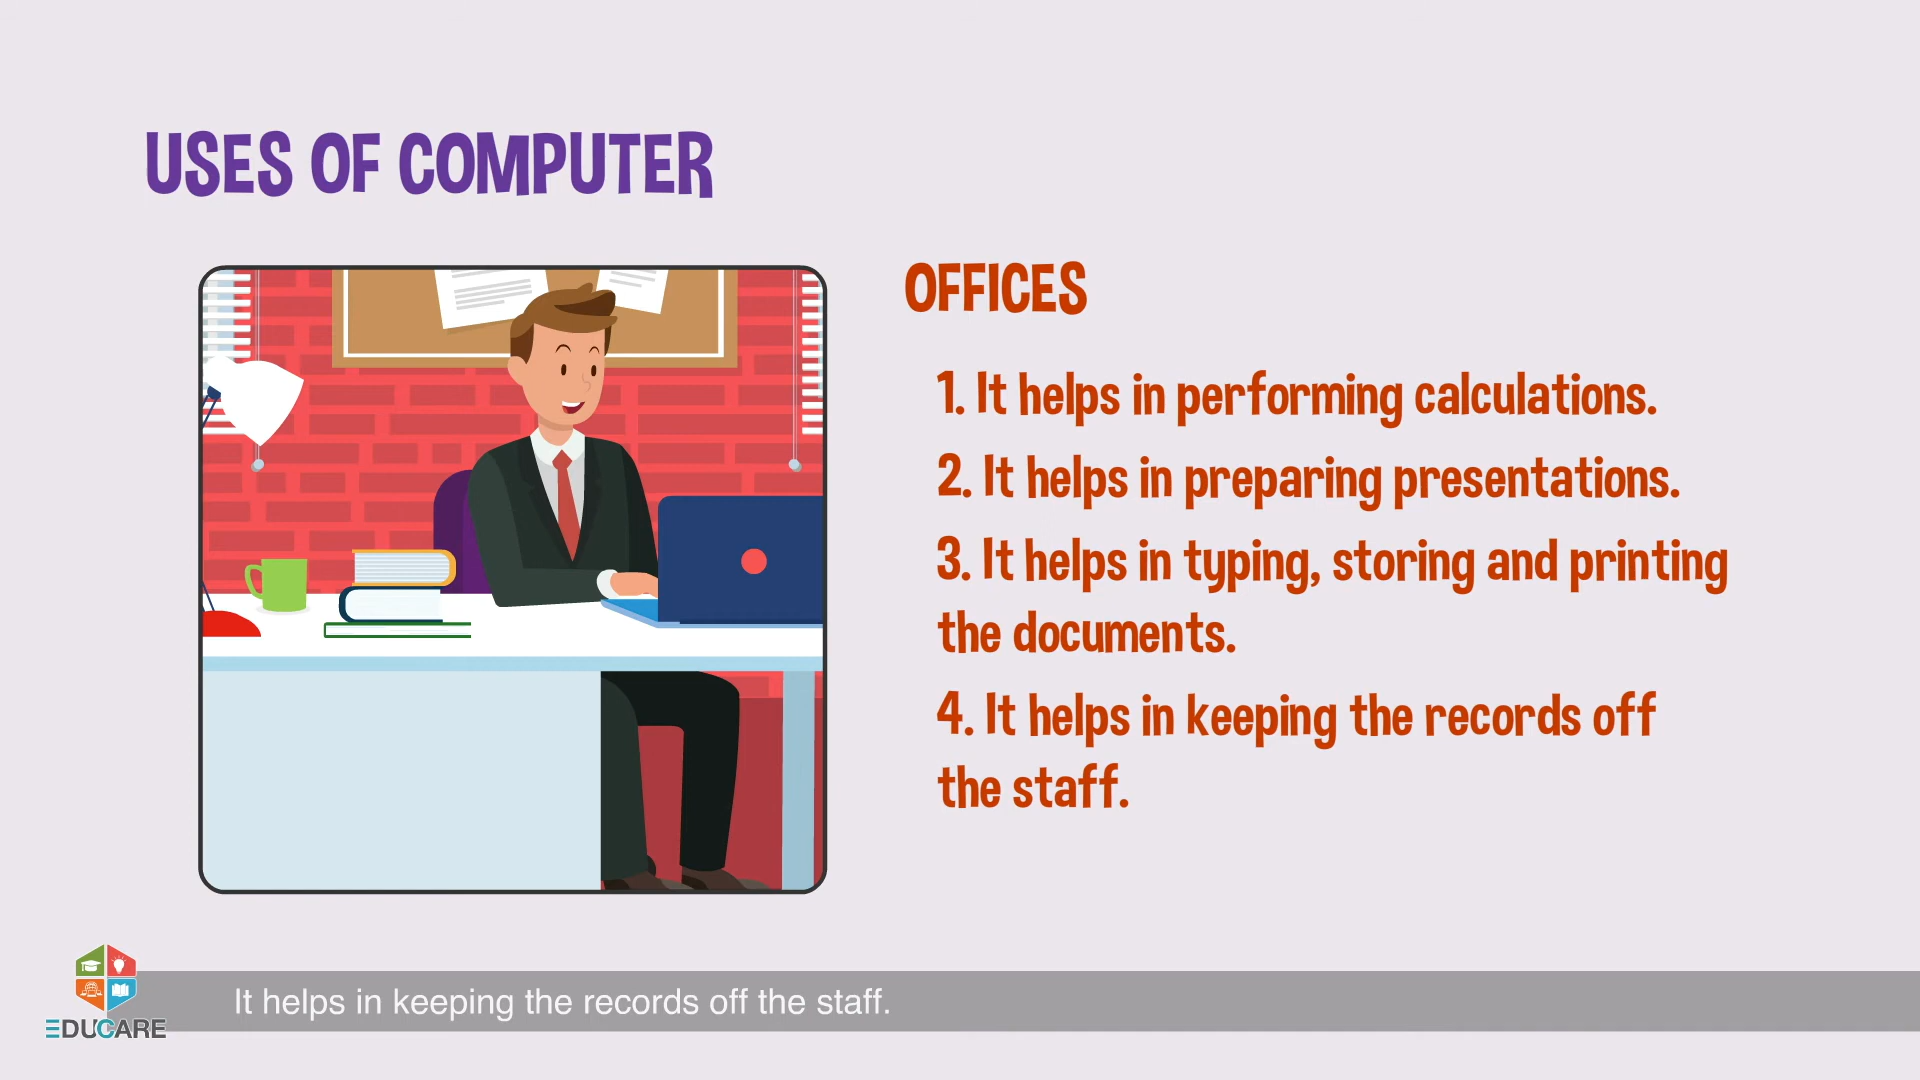 USES OF COMPUTER
OFFICES
1. It helps in performing calculations.
2. It helps in preparing presentations.
3. It helps in typing, storing and printing
the documents.
4. It helps in keeping the records off
the staff.
It helps in keeping the records off the staff.
EDUCARE